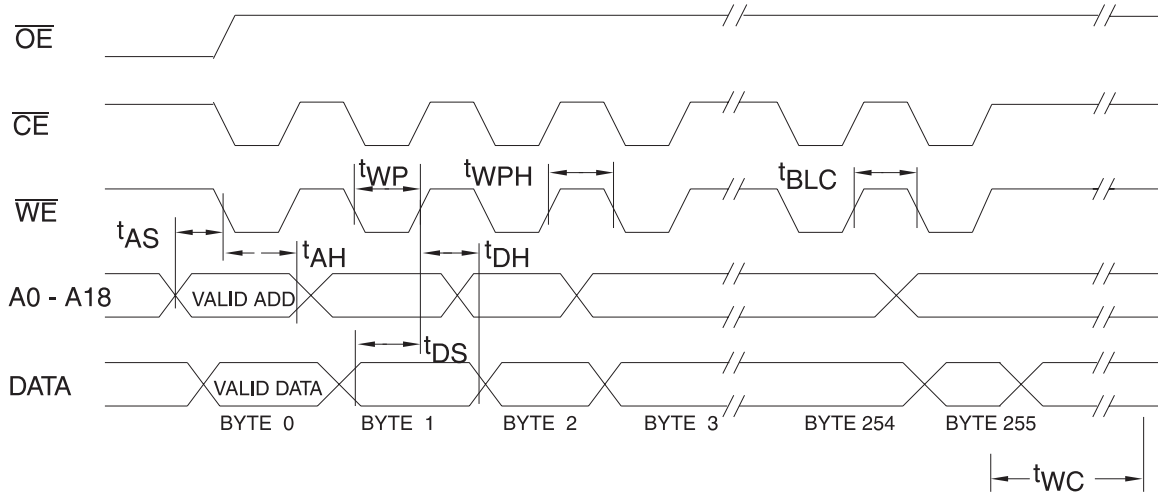 OE
CE
tWP
tWPH
tBLC
WE
tAS
tAH
tDH
A0 - A18
VALID ADD
tDS
DATA
VALID DATA
BYTE 0
BYTE 1
BYTE 2
BYTE 3
BYTE 254
BYTE 255
tWC